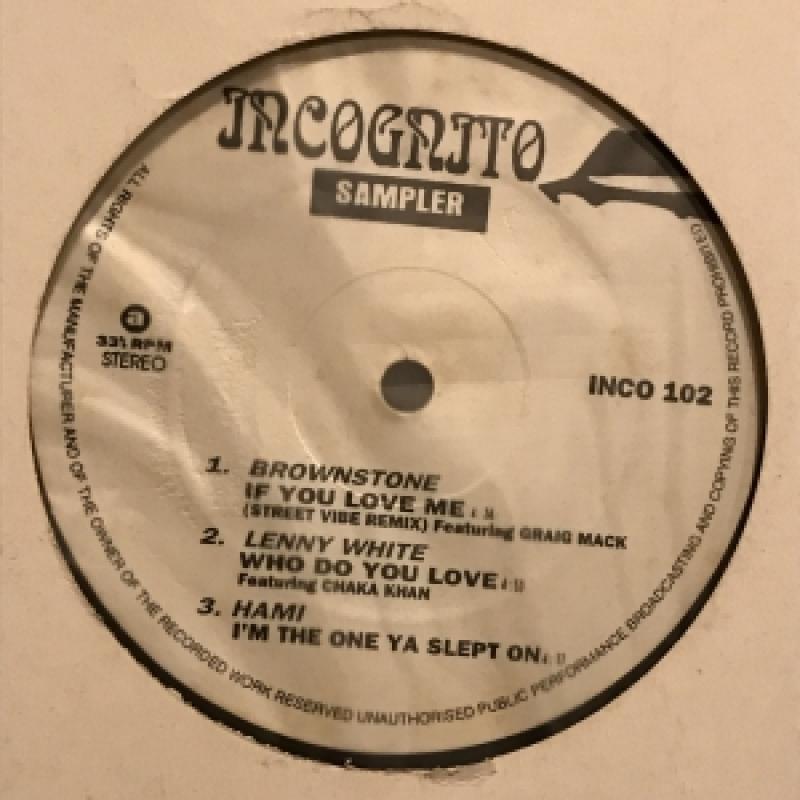 INCOGNITO
SAMPLER
a
33⅓ RPM
STEREO
INCO 102
1. BROWNSTONE
IF YOU LOVE ME
(STREET VIBE REMIX) Featuring GRAIG MACK
2. LENNY WHITE
WHO DO YOU LOVE
Featuring CHAKA KHAN
3. HAMI
I'M THE ONE YA SLEPT ON
ALL RIGHTS OF THE MANUFACTURER AND OF THE OWNER OF THE RECORDED WORK RESERVED UNAUTHORISED PUBLIC PERFORMANCE BROADCASTING AND COPYING OF THIS RECORD PROHIBITED